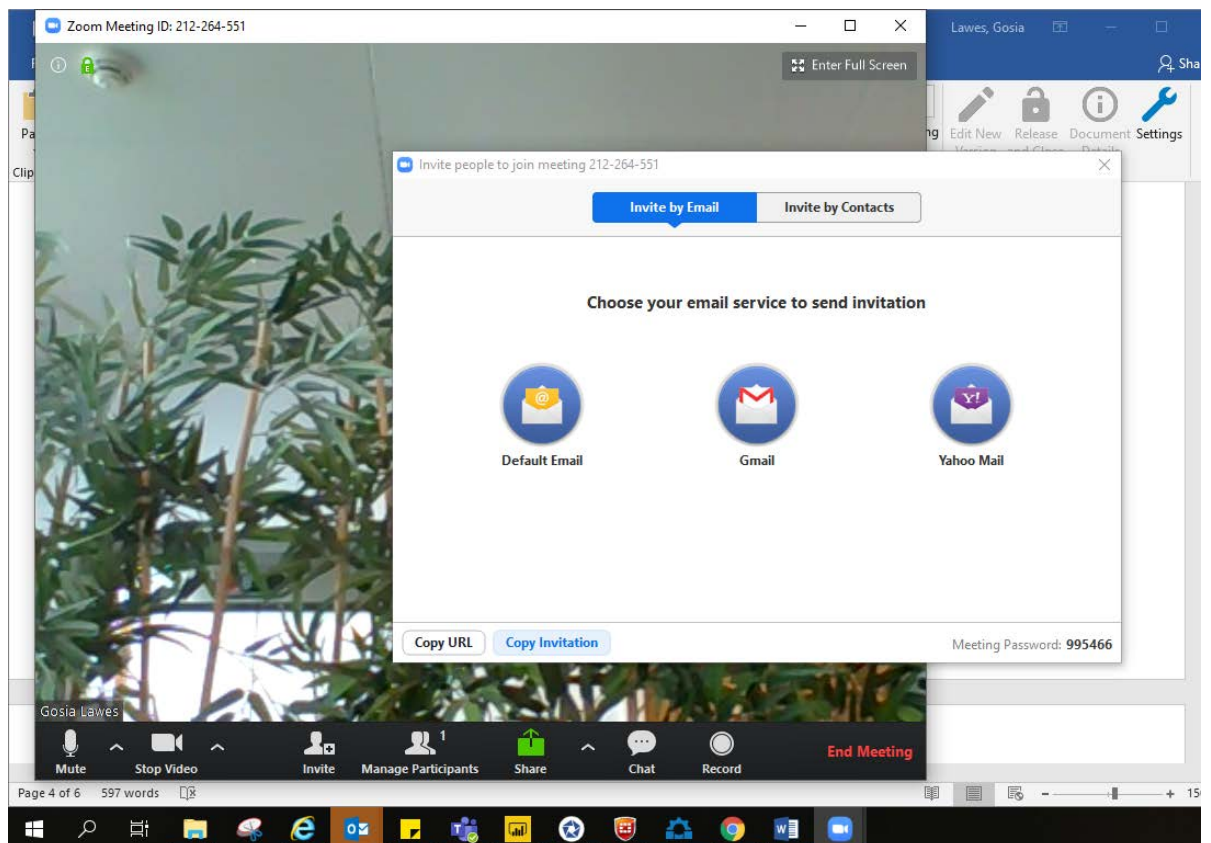 Zoom Meeting ID: 212-264-551
Lawes, Gosia
Enter Full Screen
Sha
Pa
Clip
ng
Edit New
Release
Document
Settings
Invite people to join meeting 212-264-551
Invite by Email
Invite by Contacts
Choose your email service to send invitation
@
Y!
Default Email
Gmail
Yahoo Mail
Copy URL
Copy Invitation
Meeting Password: 995466
Gosia Lawes
1
Mute
Stop Video
Invite
Manage Participants
Share
Chat
Record
End Meeting
Page 4 of 6 597 words
15